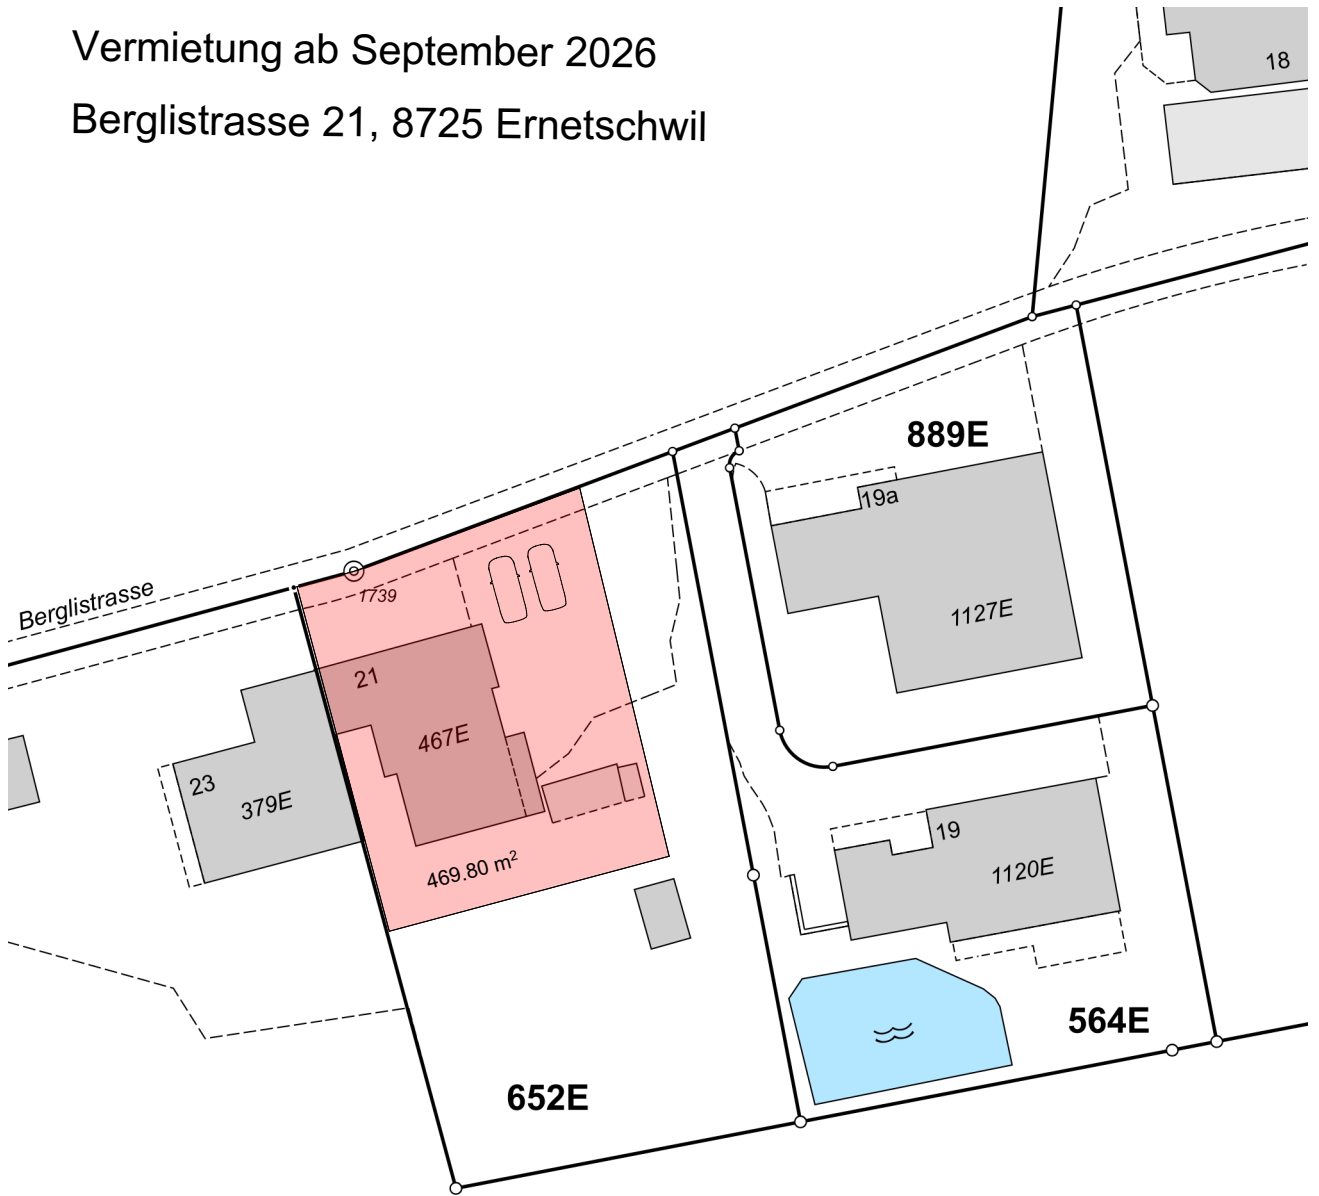 Vermietung ab September 2026
Berglistrasse 21, 8725 Ernetschwil
18
889E
19a
1127E
Berglistrasse
1739
21
467E
23
379E
19
1120E
469.80 m²
564E
652E